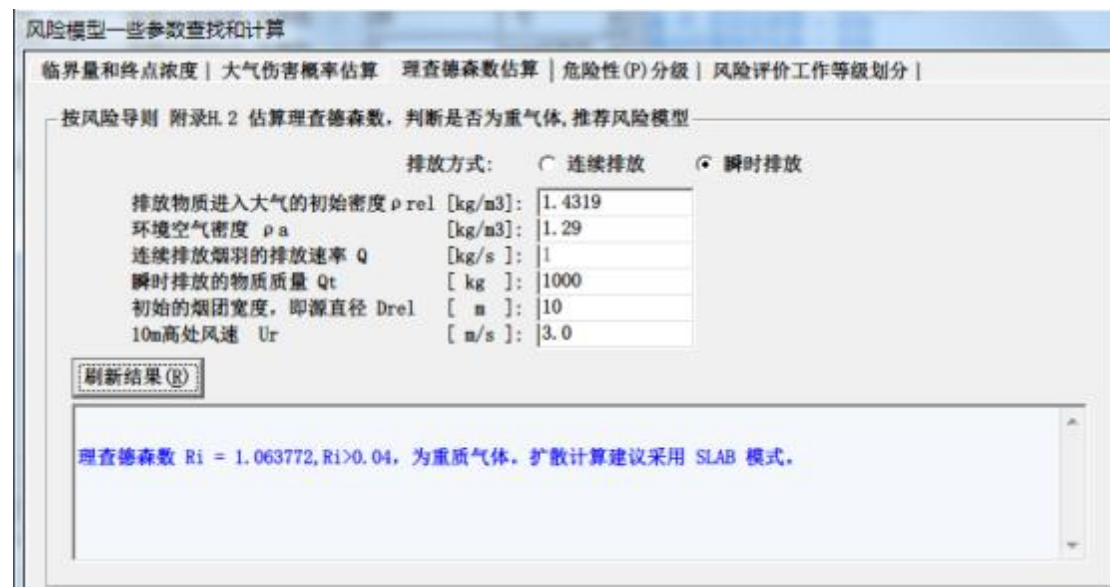 风险模型一些参数查找和计算
临界量和终点浓度 | 大气伤害概率估算 理查德森数估算 | 危险性(P)分级 | 风险评价工作等级划分 |
按风险导则 附录H.2 估算理查德森数，判断是否为重气体,推荐风险模型
排放方式: 连续排放 瞬时排放
排放物质进入大气的初始密度ρrel [kg/m3]: 1.4319
环境空气密度 ρa [kg/m3]: 1.29
连续排放烟羽的排放速率 Q [kg/s ]: 1
瞬时排放的物质质量 Qt [ kg ]: 1000
初始的烟团宽度，即源直径 Drel [ m ]: 10
10m高处风速 Ur [ m/s ]: 3.0
刷新结果(R)
理查德森数 Ri = 1.063772,Ri>0.04，为重质气体。扩散计算建议采用 SLAB 模式。